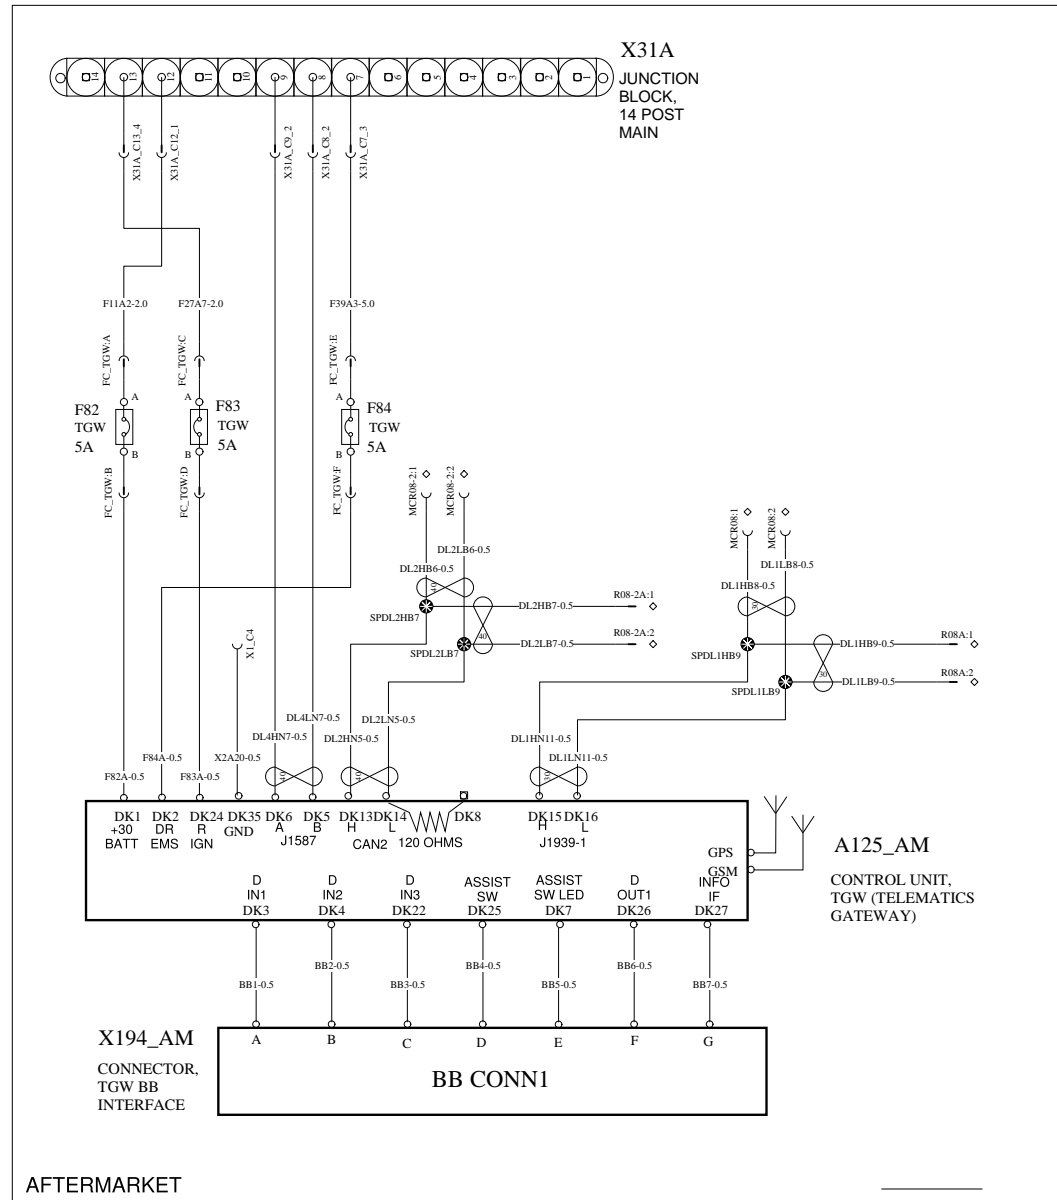 X31A
JUNCTION
BLOCK,
14 POST
MAIN
14 13 12 11 10 9 8 7 6 5 4 3 2 1
X31A_C13_4
X31A_C12_1
X31A_C9_2
X31A_C8_2
X31A_C7_3
F11A2-2.0
F27A7-2.0
F39A3-5.0
FC_TGW:A
FC_TGW:C
FC_TGW:E
A
A
A
F82
TGW
5A
F83
TGW
5A
F84
TGW
5A
B
B
B
FC_TGW:B
FC_TGW:D
FC_TGW:F
MCR08-2:1
MCR08-2:2
MCR08:1
MCR08:2
DL2LB6-0.5
DL2HB6-0.5
DL1LB8-0.5
DL1HB8-0.5
40
30
SPDL2HB7
DL2HB7-0.5
R08-2A:1
40
SPDL2LB7
DL2LB7-0.5
R08-2A:2
SPDL1HB9
DL1HB9-0.5
R08A:1
30
SPDL1LB9
DL1LB9-0.5
R08A:2
X1_C4
DL4LN7-0.5
DL2LN5-0.5
DL4HN7-0.5
DL2HN5-0.5
DL1HN11-0.5
DL1LN11-0.5
F84A-0.5
X2A20-0.5
F82A-0.5
F83A-0.5
40
40
30
DK1
+30
BATT
DK2
DR
EMS
DK24
R
IGN
DK35
GND
DK6
A
DK5
B
J1587
DK13
H
DK14
L
CAN2
120 OHMS
DK8
DK15
H
DK16
L
J1939-1
GPS
GSM
A125_AM
CONTROL UNIT,
TGW (TELEMATICS
GATEWAY)
D
IN1
DK3
D
IN2
DK4
D
IN3
DK22
ASSIST
SW
DK25
ASSIST
SW LED
DK7
D
OUT1
DK26
INFO
IF
DK27
BB1-0.5
BB2-0.5
BB3-0.5
BB4-0.5
BB5-0.5
BB6-0.5
BB7-0.5
X194_AM
CONNECTOR,
TGW BB
INTERFACE
A B C D E F G
BB CONN1
AFTERMARKET